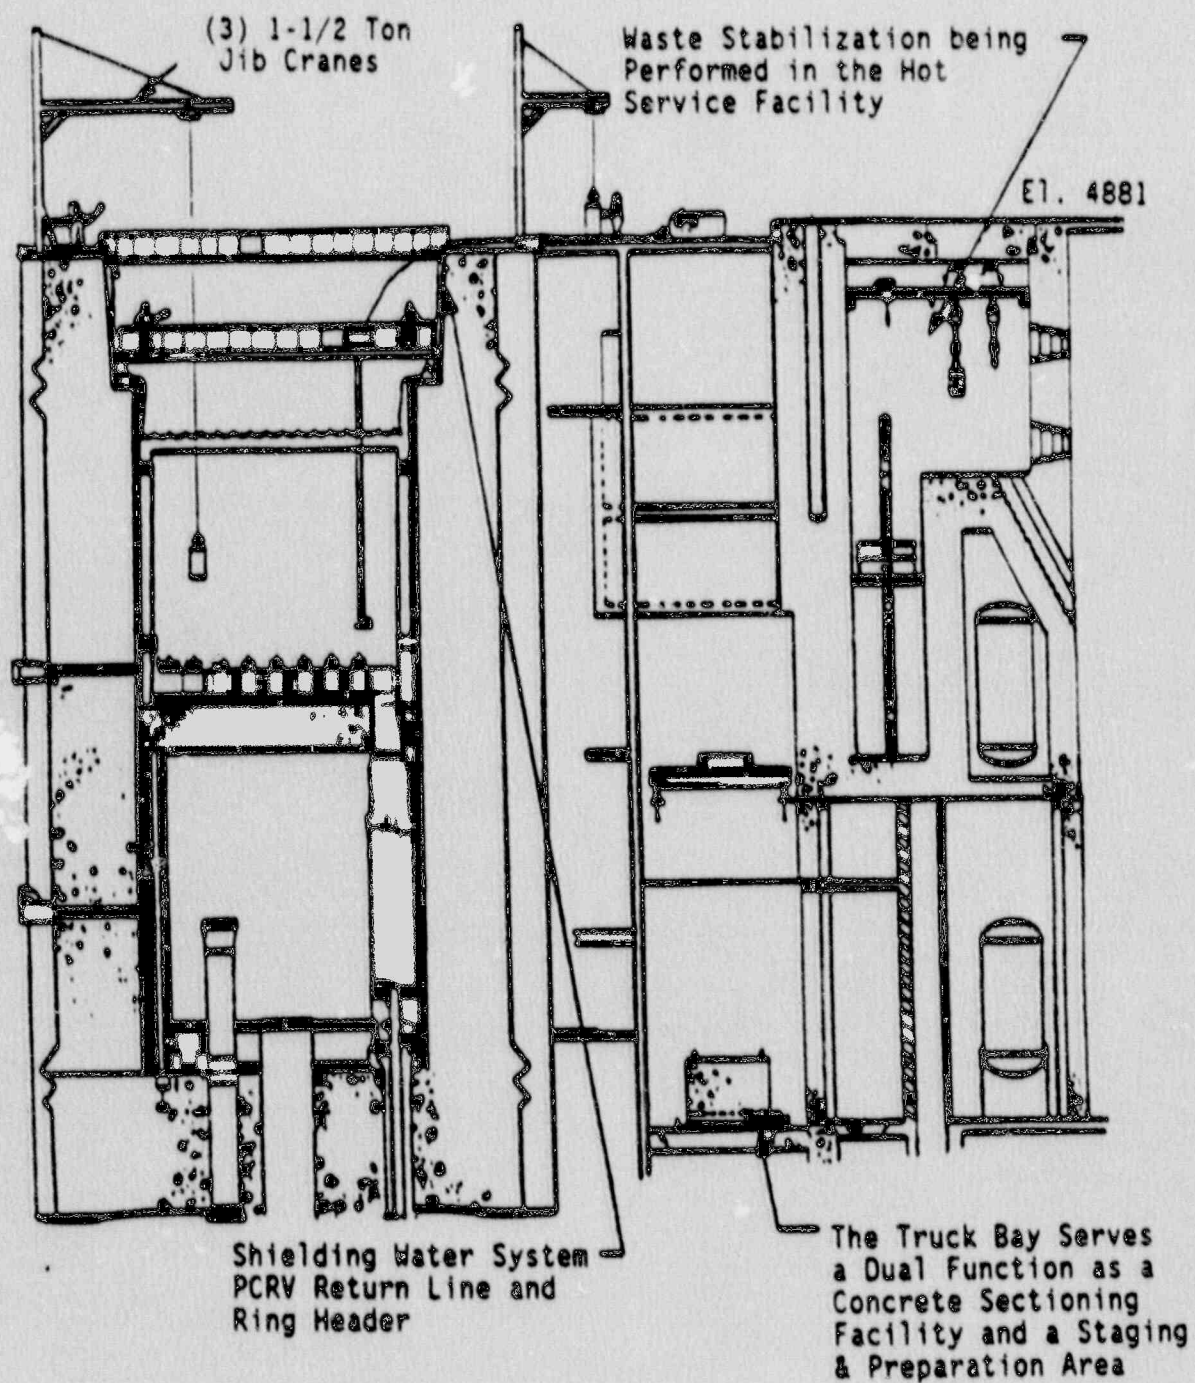 (3) 1-1/2 Ton
Jib Cranes
Waste Stabilization being
Performed in the Hot
Service Facility
El. 4881
Shielding Water System
PCRV Return Line and
Ring Header
The Truck Bay Serves
a Dual Function as a
Concrete Sectioning
Facility and a Staging
& Preparation Area